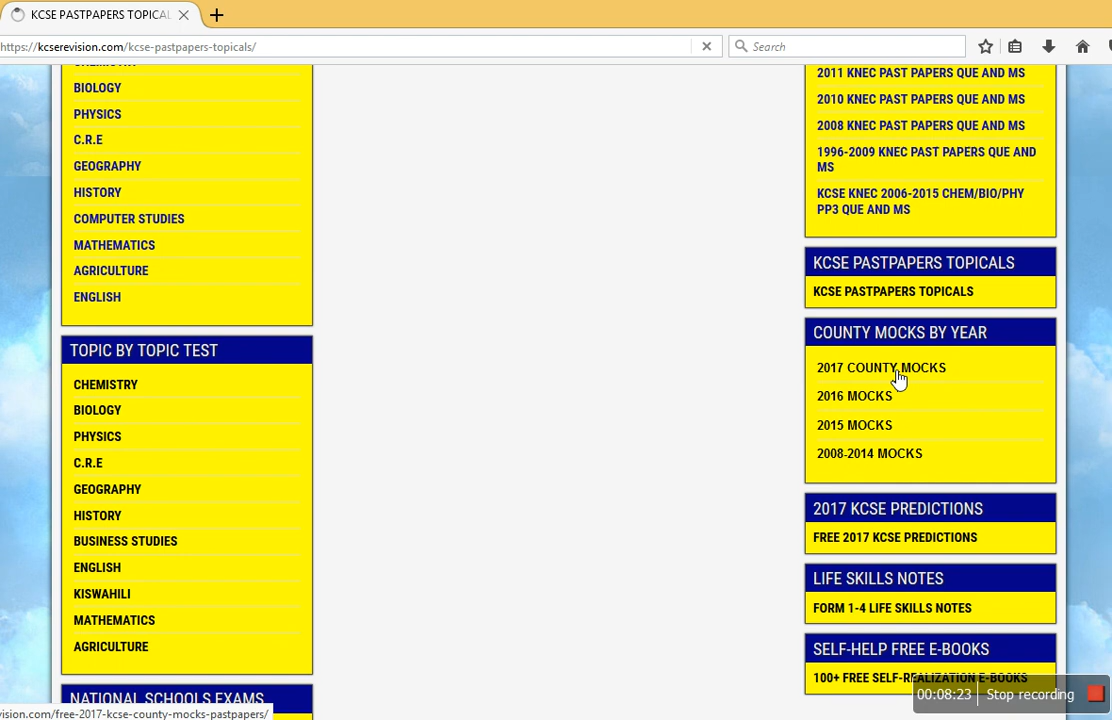 KCSE PASTPAPERS TOPICAL
https://kcserevision.com/kcse-pastpapers-topicals/
Search
CHEMISTRY
BIOLOGY
PHYSICS
C.R.E
GEOGRAPHY
HISTORY
COMPUTER STUDIES
MATHEMATICS
AGRICULTURE
ENGLISH
TOPIC BY TOPIC TEST
CHEMISTRY
BIOLOGY
PHYSICS
C.R.E
GEOGRAPHY
HISTORY
BUSINESS STUDIES
ENGLISH
KISWAHILI
MATHEMATICS
AGRICULTURE
NATIONAL SCHOOLS EXAMS
2011 KNEC PAST PAPERS QUE AND MS
2010 KNEC PAST PAPERS QUE AND MS
2008 KNEC PAST PAPERS QUE AND MS
1996-2009 KNEC PAST PAPERS QUE AND
MS
KCSE KNEC 2006-2015 CHEM/BIO/PHY
PP3 QUE AND MS
KCSE PASTPAPERS TOPICALS
KCSE PASTPAPERS TOPICALS
COUNTY MOCKS BY YEAR
2017 COUNTY MOCKS
2016 MOCKS
2015 MOCKS
2008-2014 MOCKS
2017 KCSE PREDICTIONS
FREE 2017 KCSE PREDICTIONS
LIFE SKILLS NOTES
FORM 1-4 LIFE SKILLS NOTES
SELF-HELP FREE E-BOOKS
100+ FREE SELF-REALIZATION E-BOOKS
00:08:23 Stop recording
vision.com/free-2017-kcse-county-mocks-pastpapers/